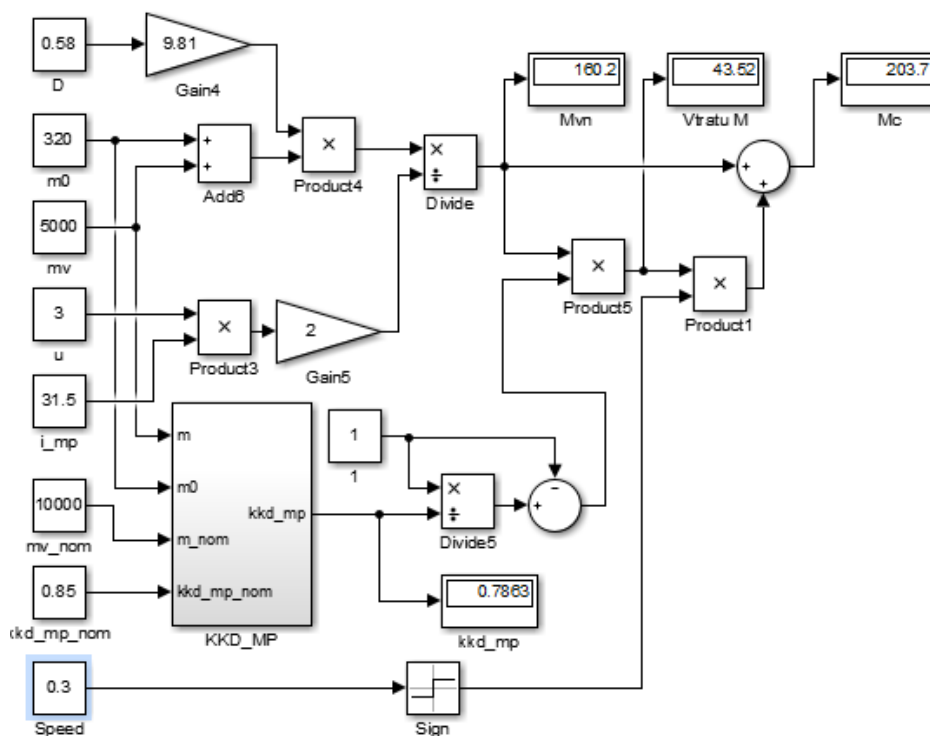 0.58
D
9.81
Gain4
160.2
Mvn
43.52
Vtratu M
203.7
Mc
320
m0
+
+
Add6
×
Product4
×
÷
Divide
+
+
5000
mv
×
Product5
×
Product1
3
u
×
Product3
2
Gain5
31.5
i_mp
m
m0
m_nom
kkd_mp_nom
kkd_mp
KKD_MP
1
1
×
÷
Divide5
−
+
10000
mv_nom
0.85
kkd_mp_nom
0.7863
kkd_mp
0.3
Speed
Sign